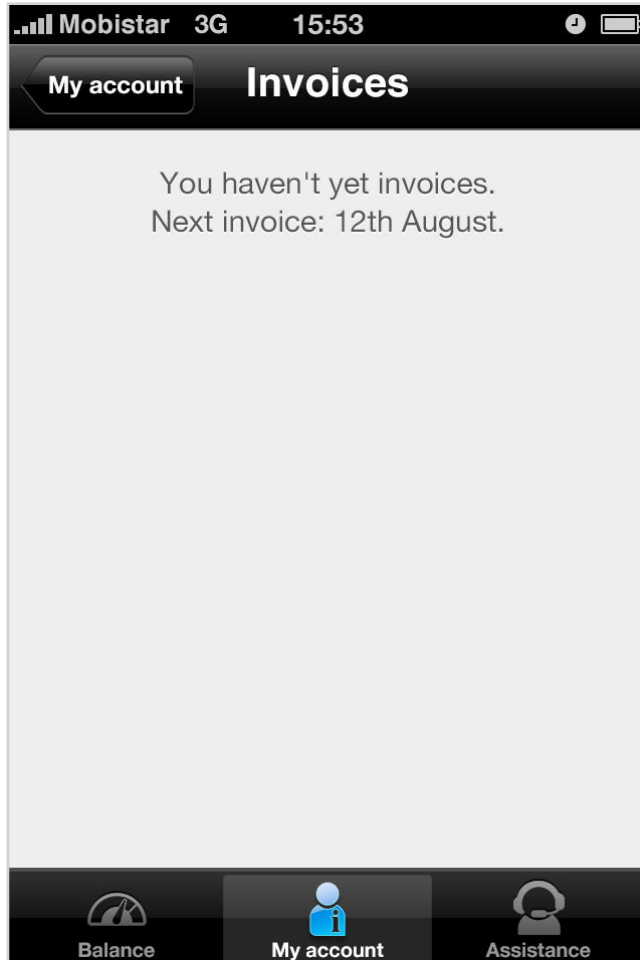 Mobistar 3G 15:53
My account Invoices
You haven't yet invoices.
Next invoice: 12th August.
Balance My account Assistance